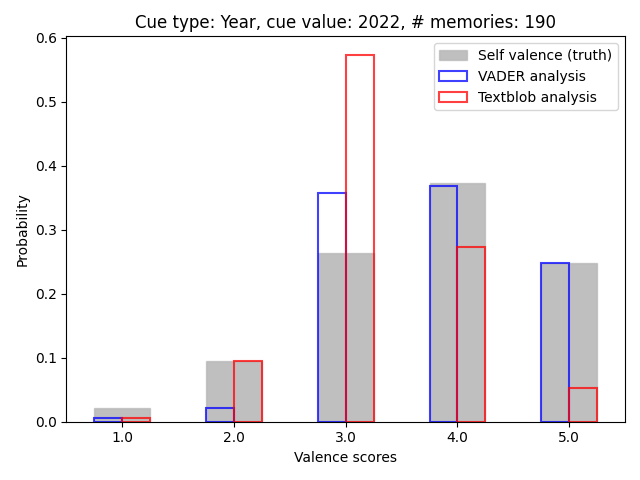 Cue type: Year, cue value: 2022, # memories: 190
Self valence (truth)
VADER analysis
Textblob analysis
Probability
0.6
0.5
0.4
0.3
0.2
0.1
0.0
1.0 2.0 3.0 4.0 5.0
Valence scores